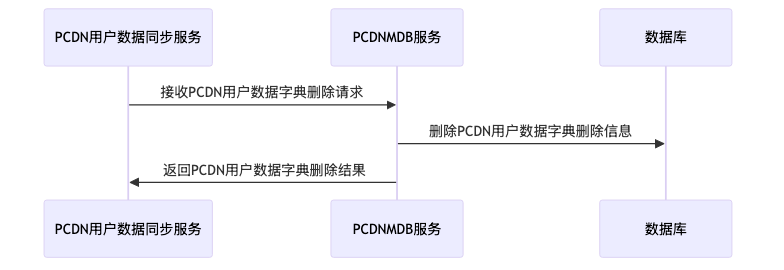 PCDN用户数据同步服务
PCDNMDB服务
数据库
接收PCDN用户数据字典删除请求
删除PCDN用户数据字典删除信息
返回PCDN用户数据字典删除结果
PCDN用户数据同步服务
PCDNMDB服务
数据库